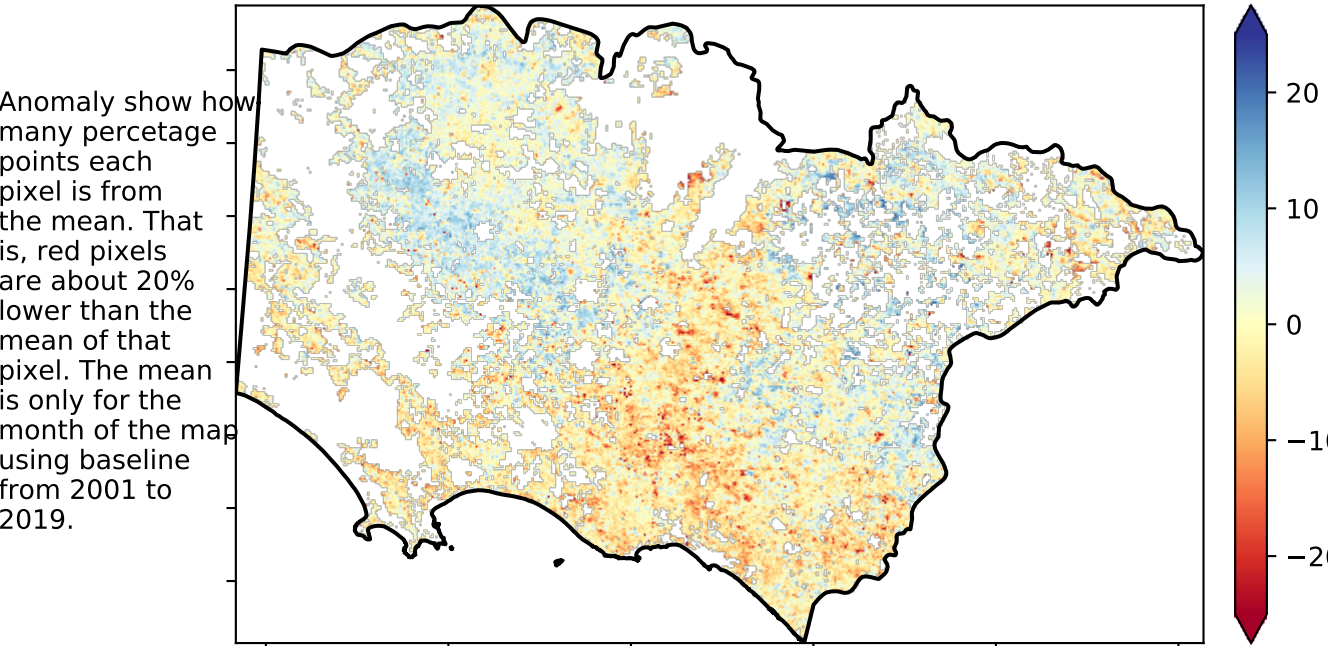 Anomaly show how
many percetage
points each
pixel is from
the mean. That
is, red pixels
are about 20%
lower than the
mean of that
pixel. The mean
is only for the
month of the map
using baseline
from 2001 to
2019.
20
10
0
−10
−20